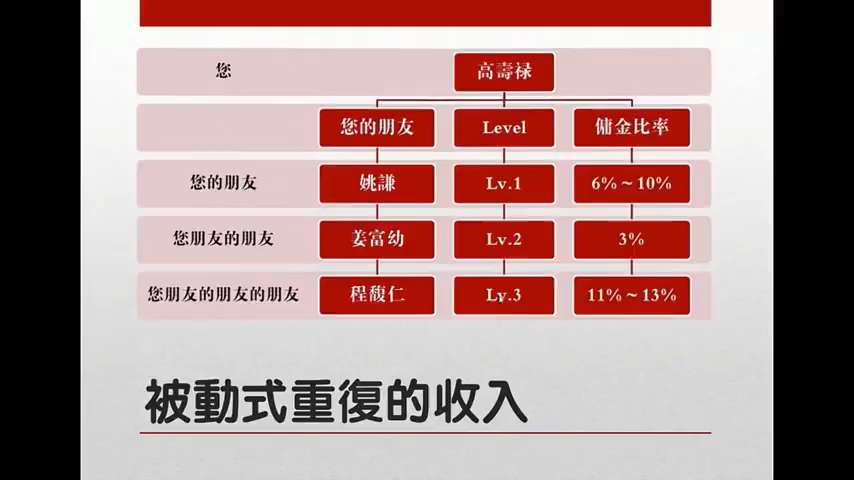 您 高壽禄
您的朋友 Level 傭金比率
您的朋友 姚謙 Lv.1 6%~10%
您朋友的朋友 姜富幼 Lv.2 3%
您朋友的朋友的朋友 程馥仁 Lv.3 11%~13%
被動式重復的收入